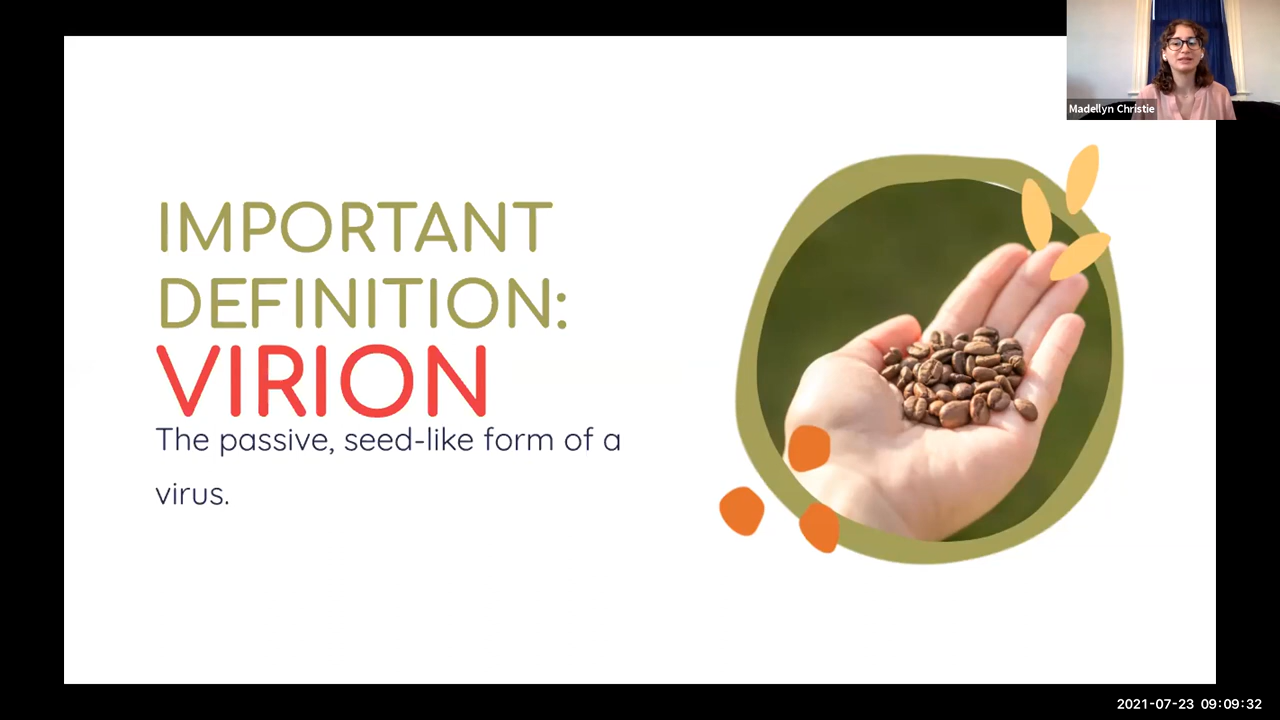 Madellyn Christie
IMPORTANT
DEFINITION:
VIRION
The passive, seed-like form of a
virus.
2021-07-23 09:09:32